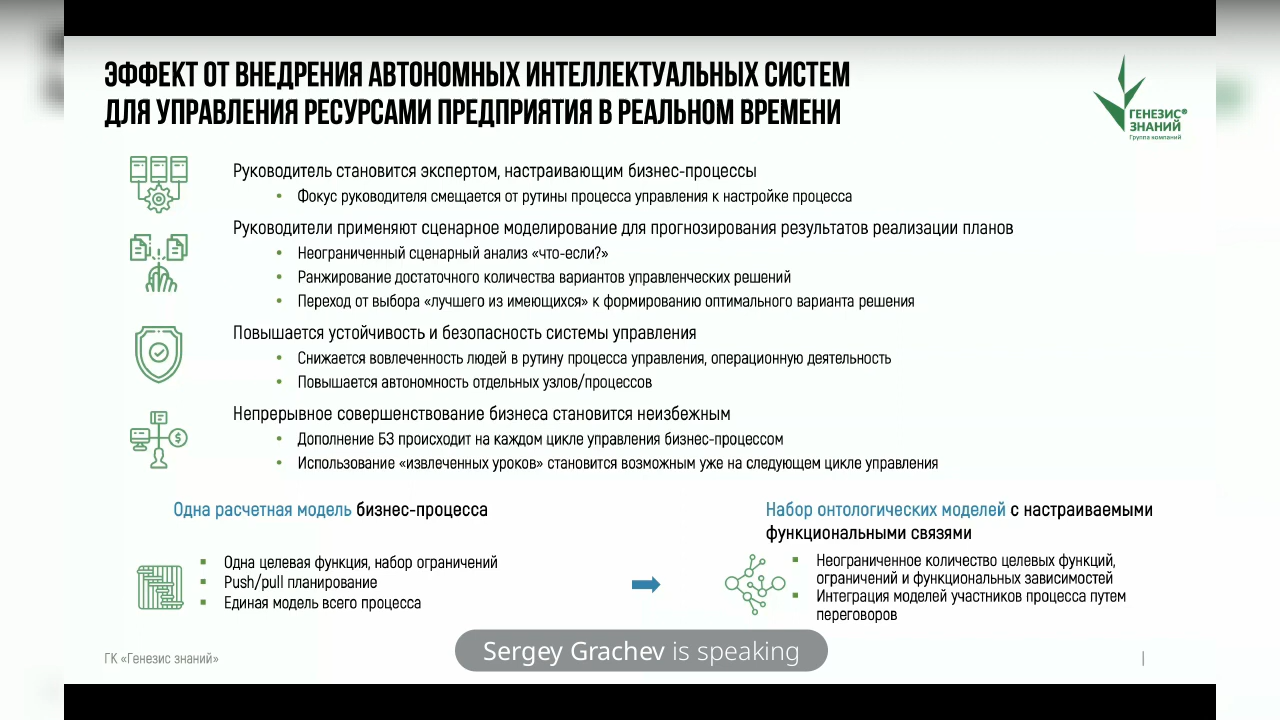 ЭФФЕКТ ОТ ВНЕДРЕНИЯ АВТОНОМНЫХ ИНТЕЛЛЕКТУАЛЬНЫХ СИСТЕМ
ДЛЯ УПРАВЛЕНИЯ РЕСУРСАМИ ПРЕДПРИЯТИЯ В РЕАЛЬНОМ ВРЕМЕНИ
ГЕНЕЗИС®
ЗНАНИЙ
Группа компаний
Руководитель становится экспертом, настраивающим бизнес-процессы
• Фокус руководителя смещается от рутины процесса управления к настройке процесса
Руководители применяют сценарное моделирование для прогнозирования результатов реализации планов
• Неограниченный сценарный анализ «что-если?»
• Ранжирование достаточного количества вариантов управленческих решений
• Переход от выбора «лучшего из имеющихся» к формированию оптимального варианта решения
Повышается устойчивость и безопасность системы управления
• Снижается вовлеченность людей в рутину процесса управления, операционную деятельность
• Повышается автономность отдельных узлов/процессов
Непрерывное совершенствование бизнеса становится неизбежным
• Дополнение БЗ происходит на каждом цикле управления бизнес-процессом
• Использование «извлеченных уроков» становится возможным уже на следующем цикле управления
Одна расчетная модель бизнес-процесса
▪ Одна целевая функция, набор ограничений
▪ Push/pull планирование
▪ Единая модель всего процесса
Набор онтологических моделей с настраиваемыми
функциональными связями
▪ Неограниченное количество целевых функций,
ограничений и функциональных зависимостей
▪ Интеграция моделей участников процесса путем
переговоров
Sergey Grachev is speaking
ГК «Генезис знаний»
|